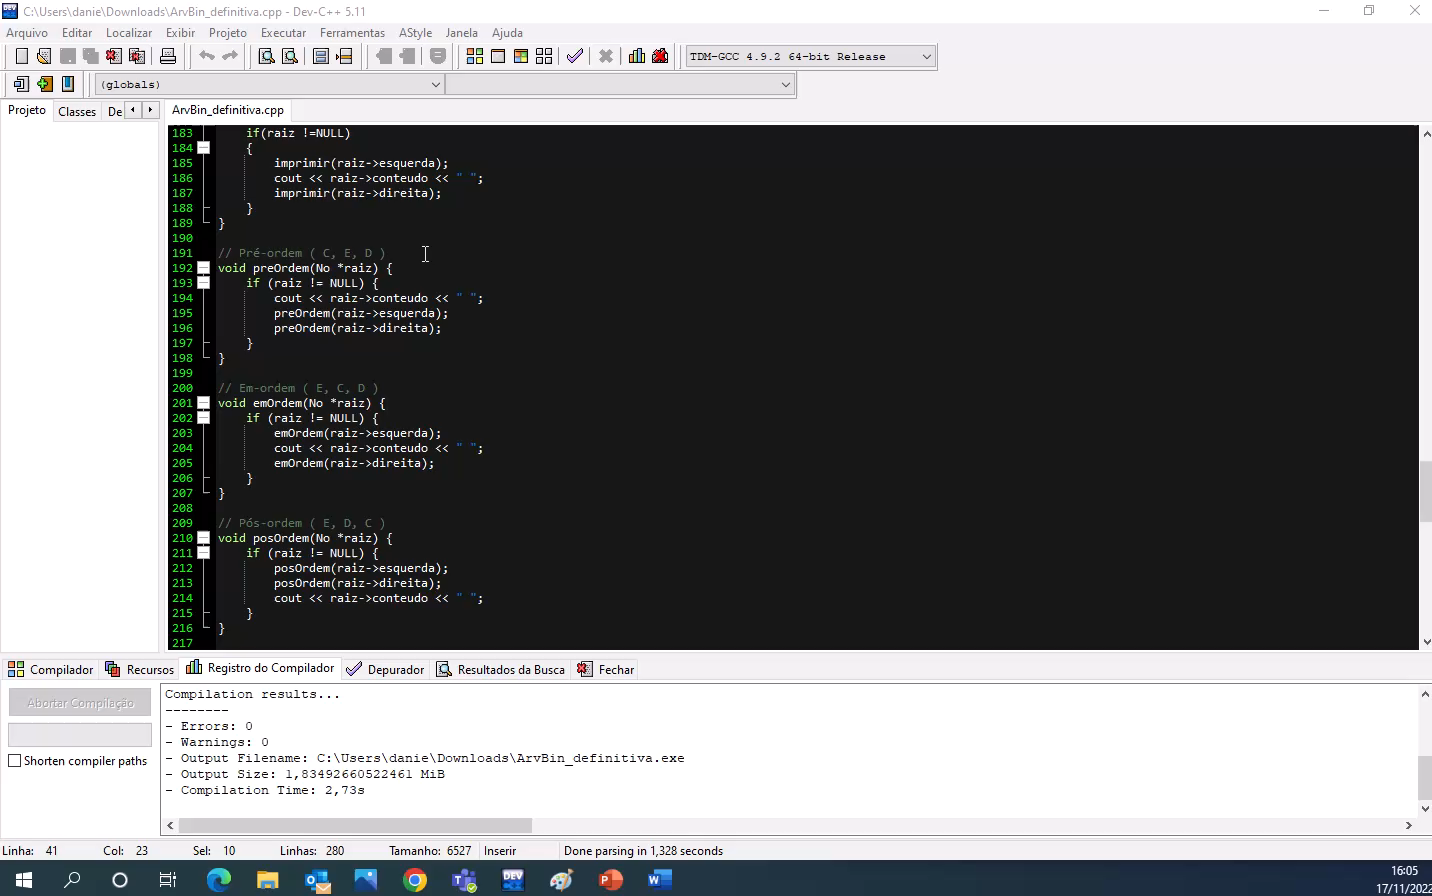 C:\Users\danie\Downloads\ArvBin_definitiva.cpp - Dev-C++ 5.11
Arquivo Editar Localizar Exibir Projeto Executar Ferramentas AStyle Janela Ajuda
TDM-GCC 4.9.2 64-bit Release
(globals)
Projeto Classes De ArvBin_definitiva.cpp
183 if(raiz !=NULL)
184 {
185 imprimir(raiz->esquerda);
186 cout << raiz->conteudo << " ";
187 imprimir(raiz->direita);
188 }
189 }
190
191 // Pré-ordem ( C, E, D )
192 void preOrdem(No *raiz) {
193 if (raiz != NULL) {
194 cout << raiz->conteudo << " ";
195 preOrdem(raiz->esquerda);
196 preOrdem(raiz->direita);
197 }
198 }
199
200 // Em-ordem ( E, C, D )
201 void emOrdem(No *raiz) {
202 if (raiz != NULL) {
203 emOrdem(raiz->esquerda);
204 cout << raiz->conteudo << " ";
205 emOrdem(raiz->direita);
206 }
207 }
208
209 // Pós-ordem ( E, D, C )
210 void posOrdem(No *raiz) {
211 if (raiz != NULL) {
212 posOrdem(raiz->esquerda);
213 posOrdem(raiz->direita);
214 cout << raiz->conteudo << " ";
215 }
216 }
217
Compilador Recursos Registro do Compilador Depurador Resultados da Busca Fechar
Abortar Compilação
Shorten compiler paths
Compilation results...
--------
- Errors: 0
- Warnings: 0
- Output Filename: C:\Users\danie\Downloads\ArvBin_definitiva.exe
- Output Size: 1,83492660522461 MiB
- Compilation Time: 2,73s
Linha: 41 Col: 23 Sel: 10 Linhas: 280 Tamanho: 6527 Inserir Done parsing in 1,328 seconds
DEV
16:05
17/11/2022